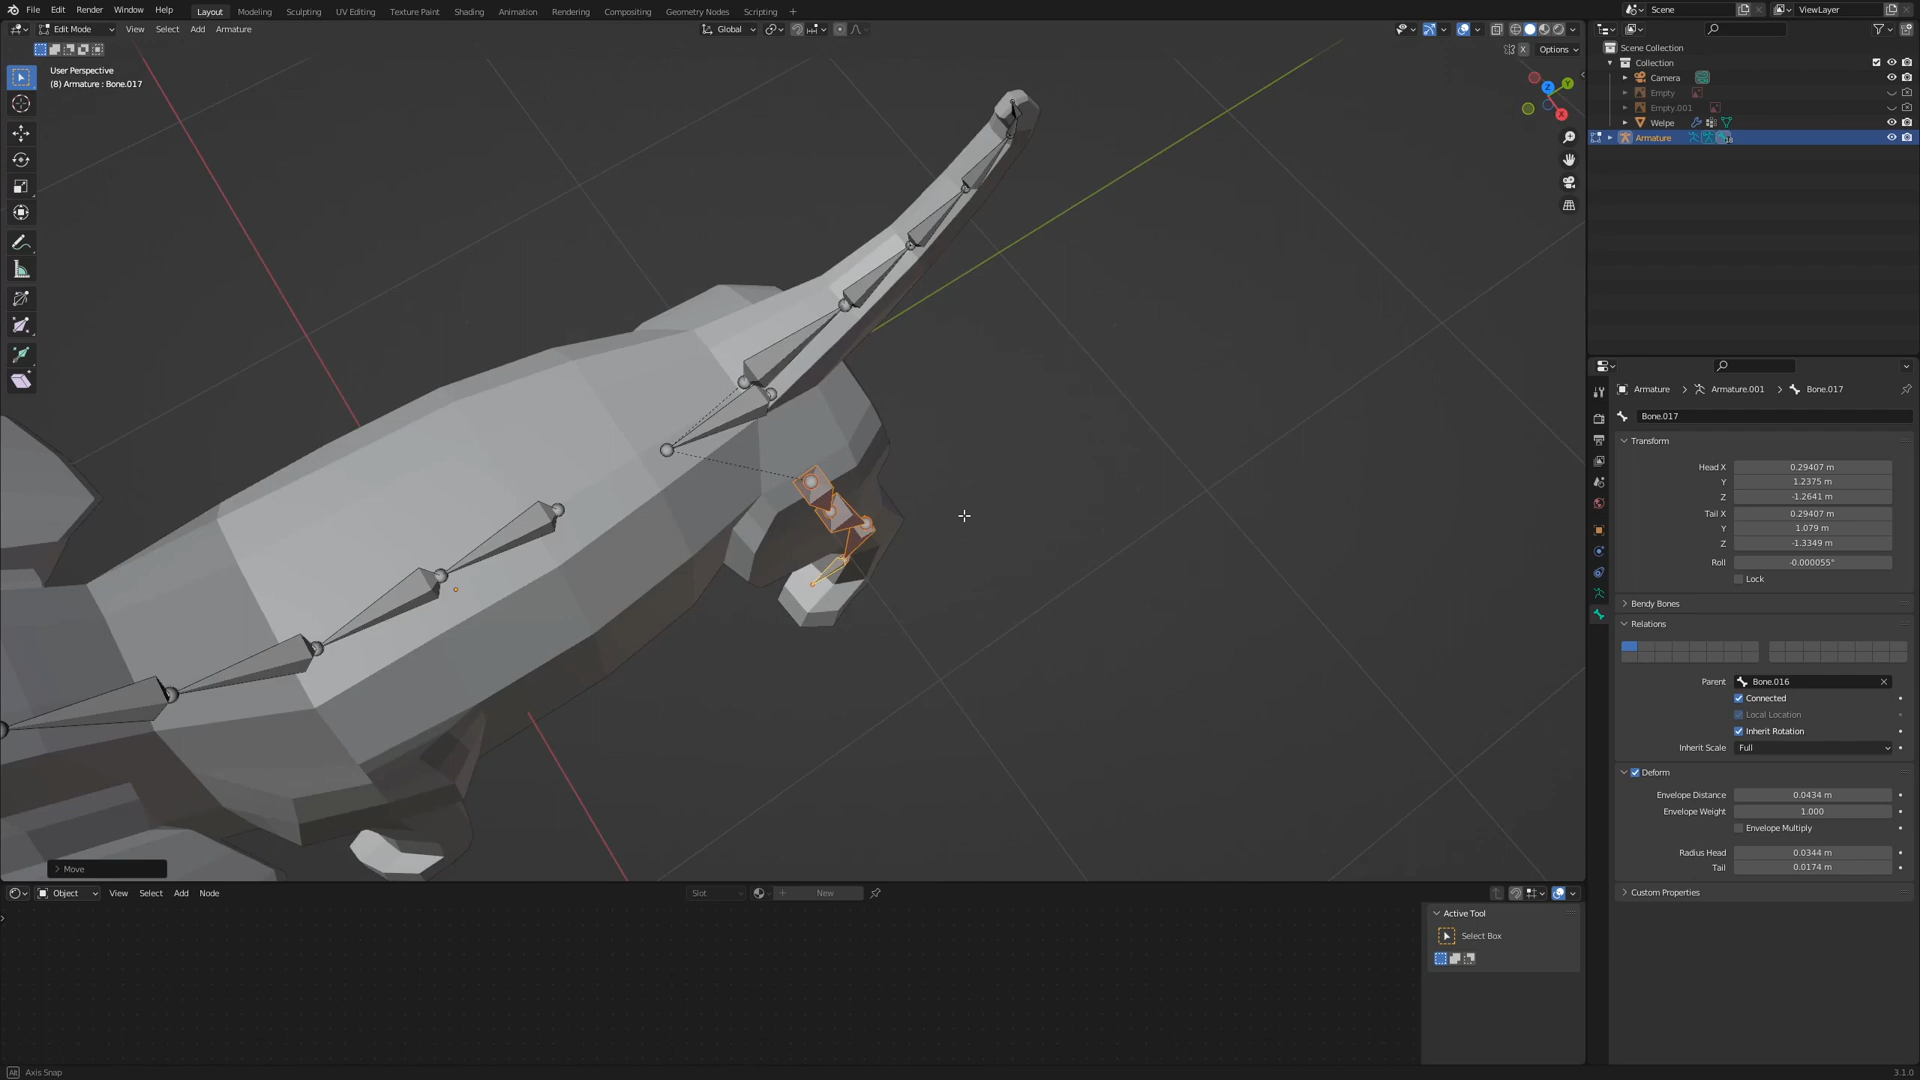 File Edit Render Window Help Layout Modeling Sculpting UV Editing Texture Paint Shading Animation Rendering Compositing Geometry Nodes Scripting + Scene ViewLayer
Edit Mode View Select Add Armature Global
X Options
User Perspective
(8) Armature : Bone.017
Z Y X
Scene Collection
Collection
Camera
Empty
Empty.001
Welpe
Armature 18
Armature > Armature.001 > Bone.017
Bone.017
Transform
Head X 0.29407 m
Y 1.2375 m
Z -1.2641 m
Tail X 0.29407 m
Y 1.079 m
Z -1.3349 m
Roll -0.000055°
Lock
Bendy Bones
Relations
Parent Bone.016
Connected
Local Location
Inherit Rotation
Inherit Scale Full
Deform
Envelope Distance 0.0434 m
Envelope Weight 1.000
Envelope Multiply
Radius Head 0.0344 m
Tail 0.0174 m
Custom Properties
> Move
Object View Select Add Node Slot New
Active Tool
Select Box
Alt Axis Snap 3.1.0